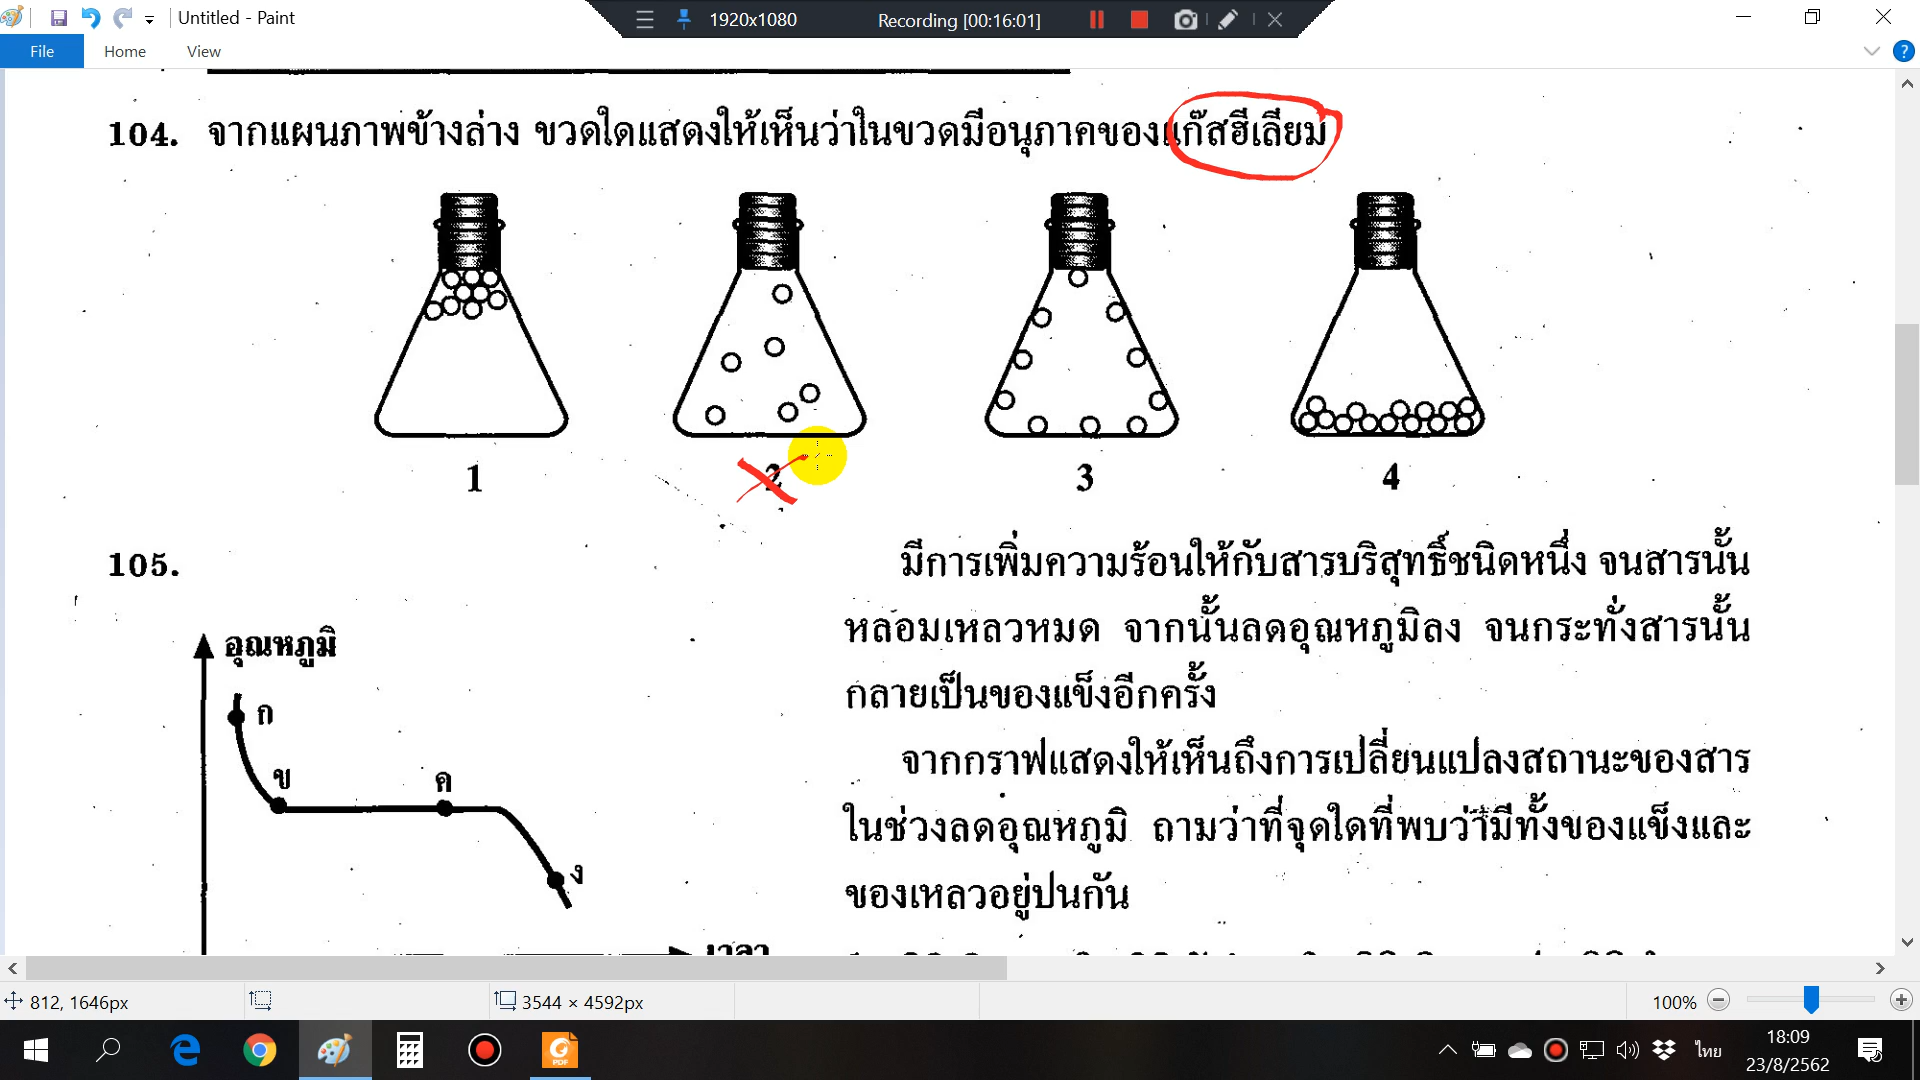 Untitled - Paint
1920x1080
Recording [00:16:01]
File
Home
View
104. จากแผนภาพข้างล่าง ขวดใดแสดงให้เห็นว่าในขวดมีอนุภาคของแก๊สฮีเลียม
1
2
3
4
105.
มีการเพิ่มความร้อนให้กับสารบริสุทธิ์ชนิดหนึ่ง จนสารนั้น
หลอมเหลวหมด จากนั้นลดอุณหภูมิลง จนกระทั่งสารนั้น
กลายเป็นของแข็งอีกครั้ง
จากกราฟแสดงให้เห็นถึงการเปลี่ยนแปลงสถานะของสาร
ในช่วงลดอุณหภูมิ ถามว่าที่จุดใดที่พบว่ามีทั้งของแข็งและ
ของเหลวอยู่ปนกัน
อุณหภูมิ
ก
ข
ค
ง
เวลา
812, 1646px
3544 × 4592px
100%
PDF
ไทย
18:09
23/8/2562